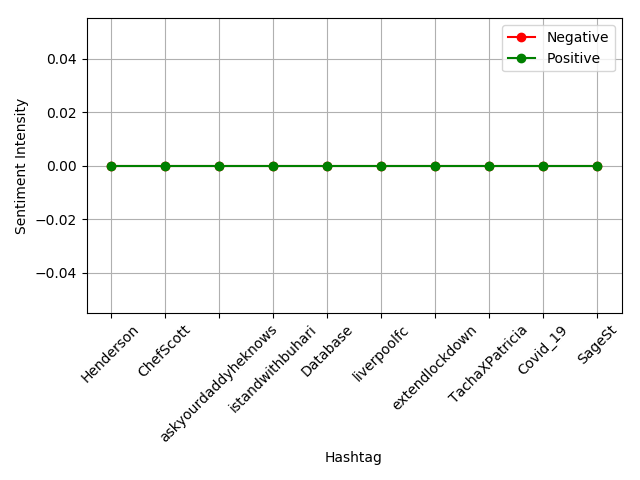 Negative
Positive
0.04
0.02
0.00
−0.02
−0.04
Sentiment Intensity
Henderson
ChefScott
askyourdaddyheknows
istandwithbuhari
Database
liverpoolfc
extendlockdown
TachaXPatricia
Covid_19
SageSt
Hashtag